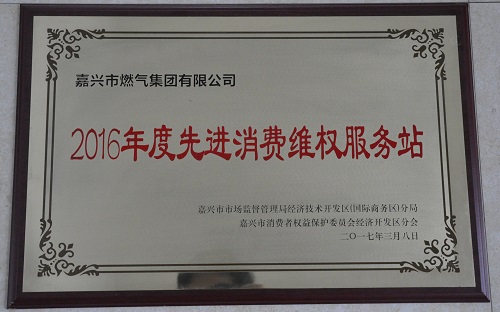 嘉兴市燃气集团有限公司
2016年度先进消费维权服务站
嘉兴市市场监督管理局经济技术开发区(国际商务区)分局
嘉兴市消费者权益保护委员会经济开发区分会
二〇一七年三月八日